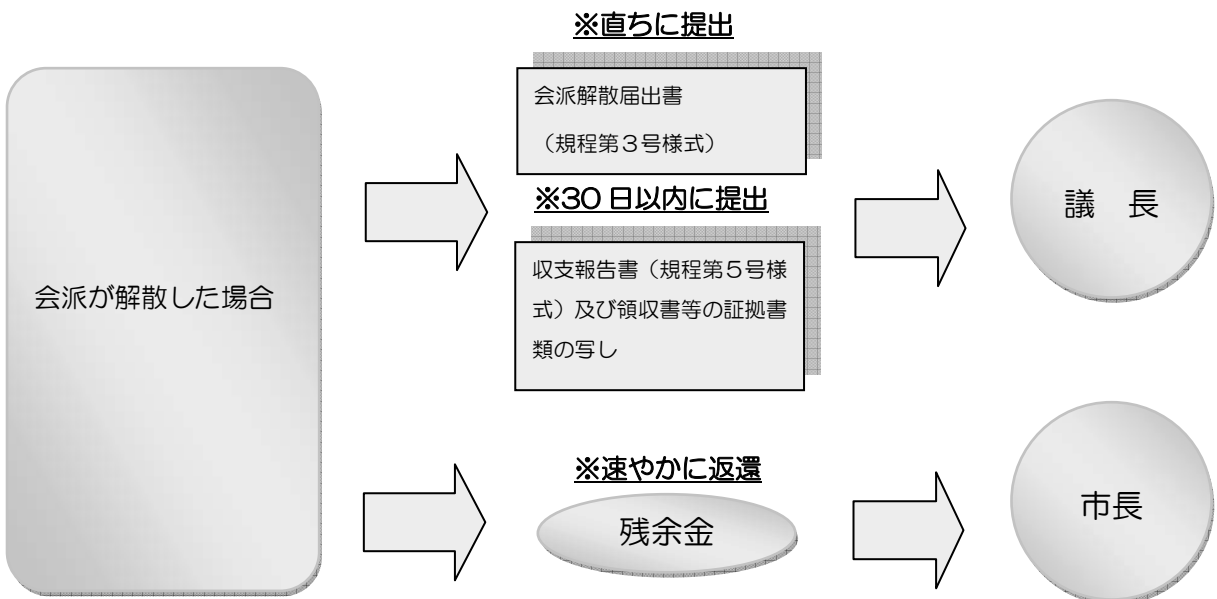 ※直ちに提出
会派解散届出書
（規程第３号様式）
※30 日以内に提出
収支報告書（規程第５号様
式）及び領収書等の証拠書
類の写し
議　長
会派が解散した場合
※速やかに返還
残余金
市長